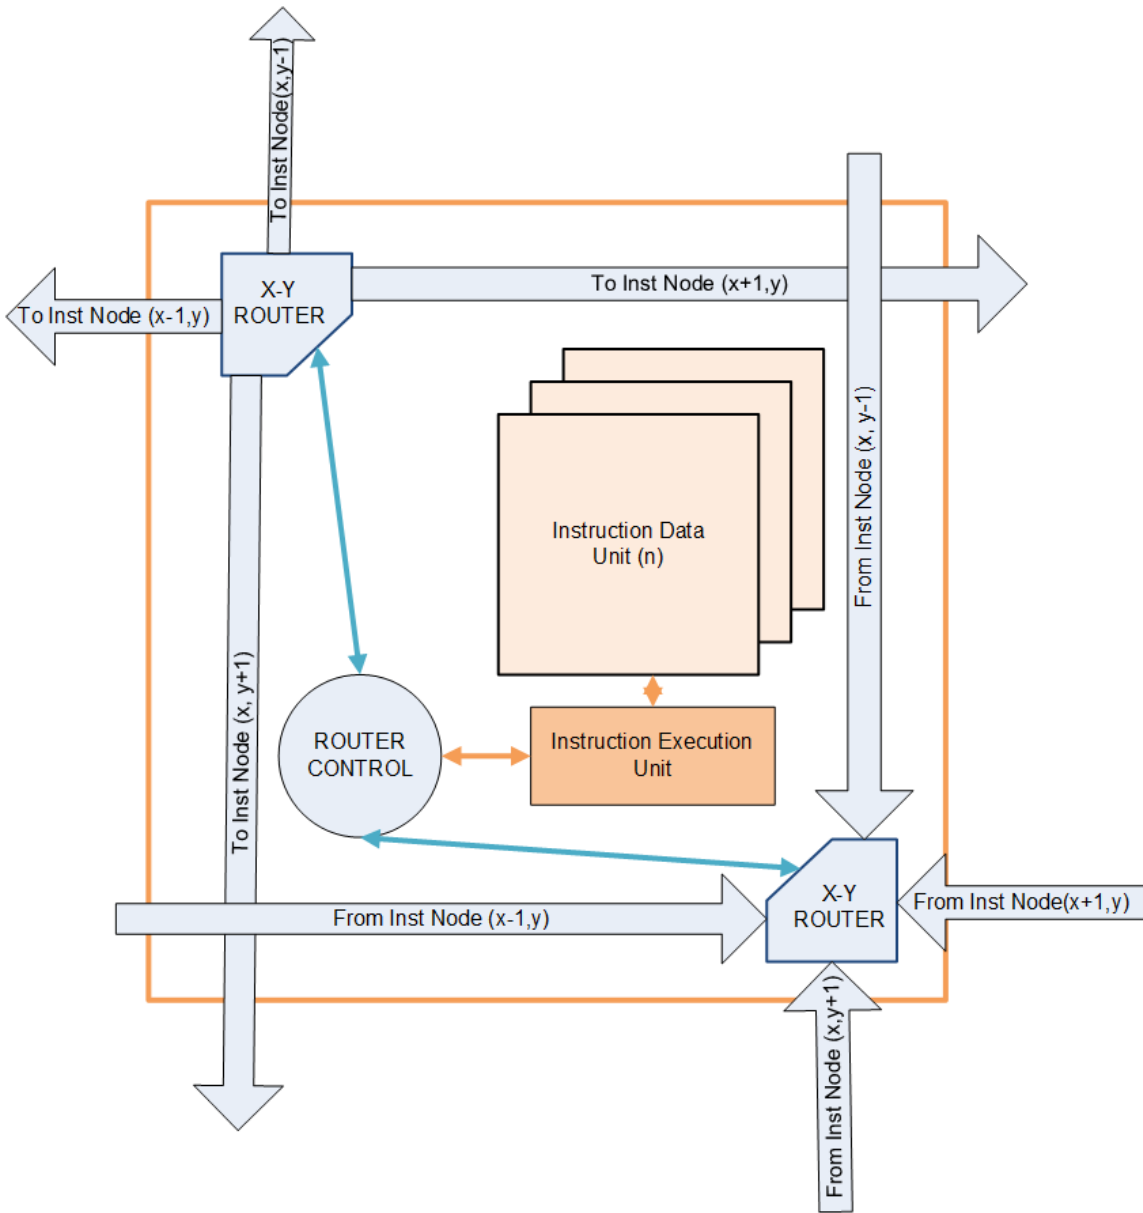 To Inst Node(x,y-1)
X-Y
ROUTER
To Inst Node (x+1,y)
To Inst Node (x-1,y)
From Inst Node (x, y-1)
Instruction Data
Unit (n)
To Inst Node (x, y+1)
ROUTER
CONTROL
Instruction Execution
Unit
X-Y
ROUTER
From Inst Node (x-1,y)
From Inst Node(x+1,y)
From Inst Node (x,y+1)